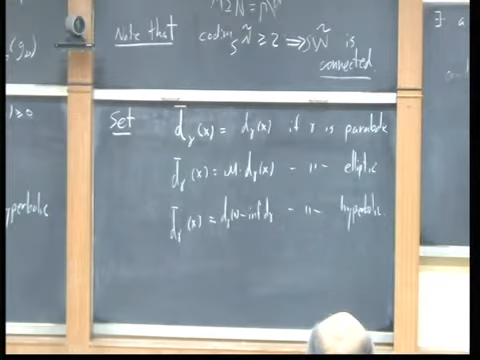 Note that codim Ñ ≥ 2 ⟹ W̃ is
connected.
Set d̄_γ(x) = d_γ(x) if γ is parabolic
d̄_γ(x) = M·d_γ(x) – " – elliptic
d̄_γ(x) = d_γ(x) – inf d_γ – " – hyperbolic
≥ 0
hyperbolic
∃ a